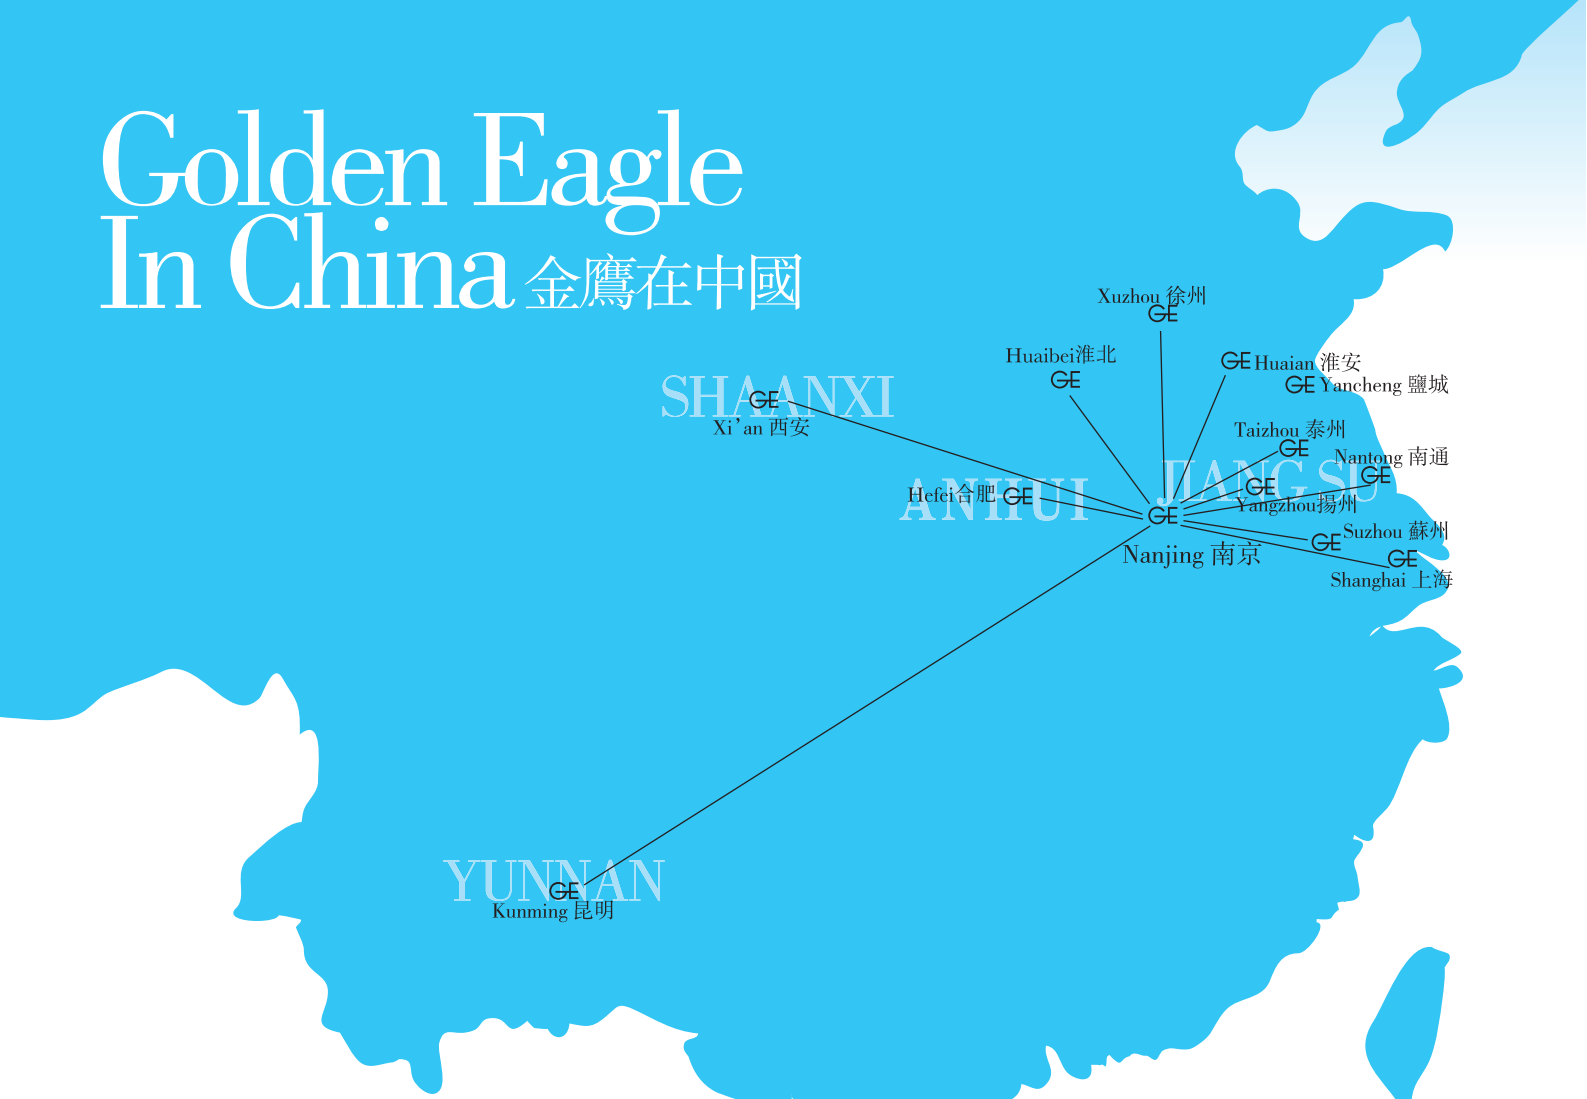 Golden Eagle
In China 金鷹在中國
Xuzhou 徐州
GE
Huaibei淮北
GE
GE Huaian 淮安
GE Yancheng 鹽城
SHAANXI
GE
Xi’an 西安
Taizhou 泰州
GE
Nantong 南通
GE
JIANG SU
GE
Yangzhou揚州
ANHUI
Hefei合肥 GE
GE
Nanjing 南京
Suzhou 蘇州
GE
GE
Shanghai 上海
YUNNAN
GE
Kunming 昆明